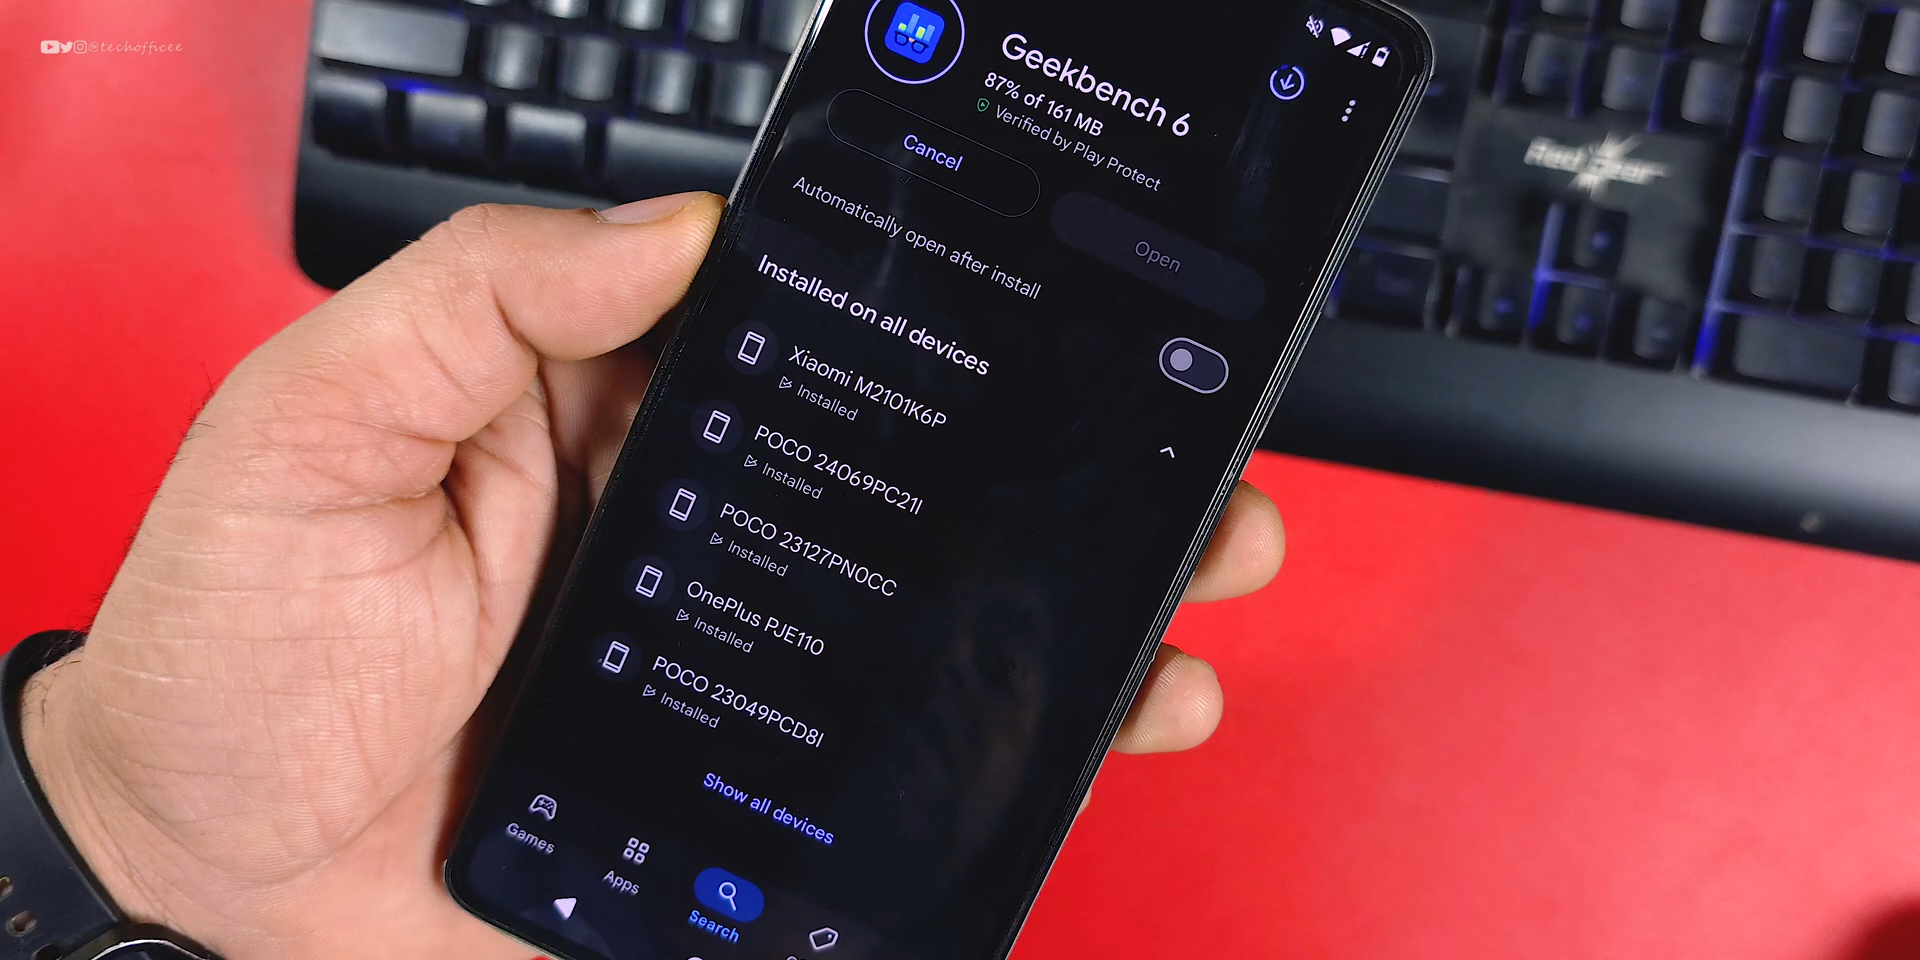 @techofficee
Geekbench 6
87% of 161 MB
Verified by Play Protect
Cancel
Open
Automatically open after install
Installed on all devices
Xiaomi M2101K6P
Installed
POCO 24069PC21I
Installed
POCO 23127PN0CC
Installed
OnePlus PJE110
Installed
POCO 23049PCD8I
Installed
Show all devices
Games
Apps
Search
Redgear